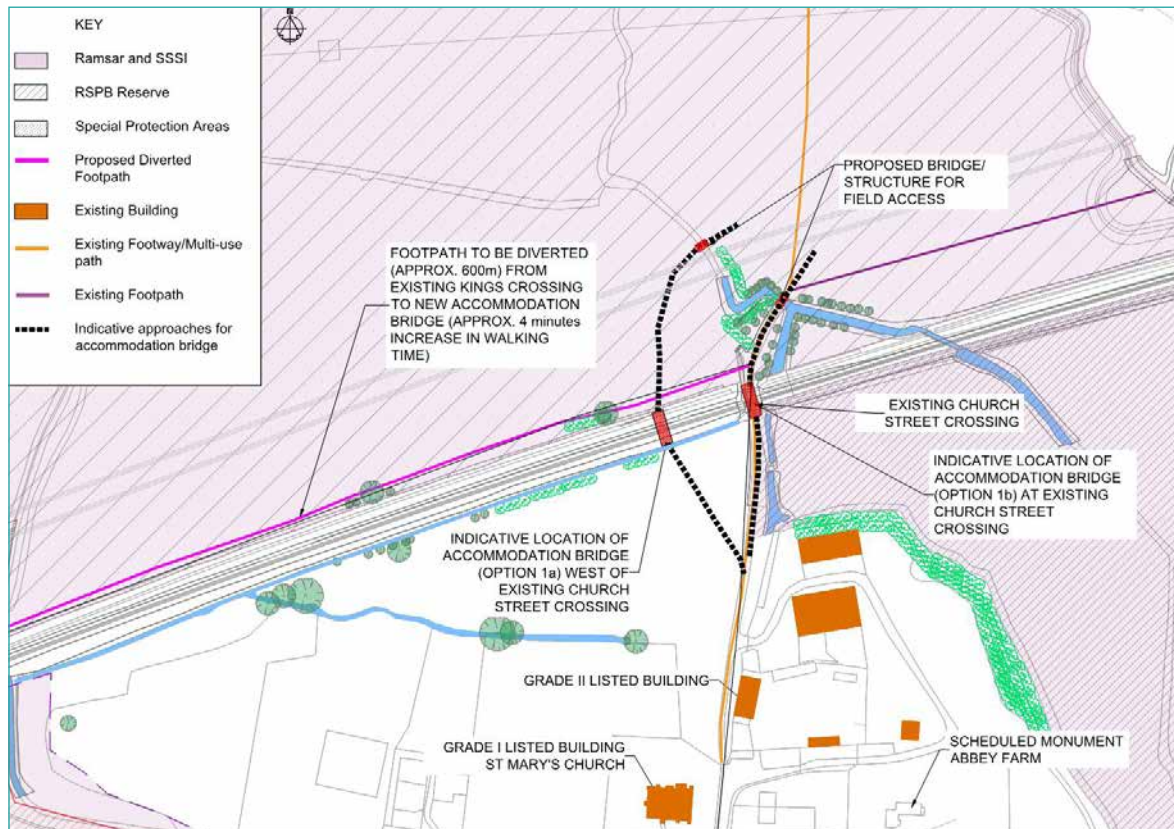 KEY
Ramsar and SSSI
RSPB Reserve
Special Protection Areas
Proposed Diverted
Footpath
Existing Building
Existing Footway/Multi-use
path
Existing Footpath
Indicative approaches for
accommodation bridge
PROPOSED BRIDGE/
STRUCTURE FOR
FIELD ACCESS
FOOTPATH TO BE DIVERTED
(APPROX. 600m) FROM
EXISTING KINGS CROSSING
TO NEW ACCOMMODATION
BRIDGE (APPROX. 4 minutes
INCREASE IN WALKING
TIME)
EXISTING CHURCH
STREET CROSSING
INDICATIVE LOCATION OF
ACCOMMODATION BRIDGE
(OPTION 1b) AT EXISTING
CHURCH STREET
CROSSING
INDICATIVE LOCATION OF
ACCOMMODATION BRIDGE
(OPTION 1a) WEST OF
EXISTING CHURCH
STREET CROSSING
GRADE II LISTED BUILDING
GRADE I LISTED BUILDING
ST MARY'S CHURCH
SCHEDULED MONUMENT
ABBEY FARM